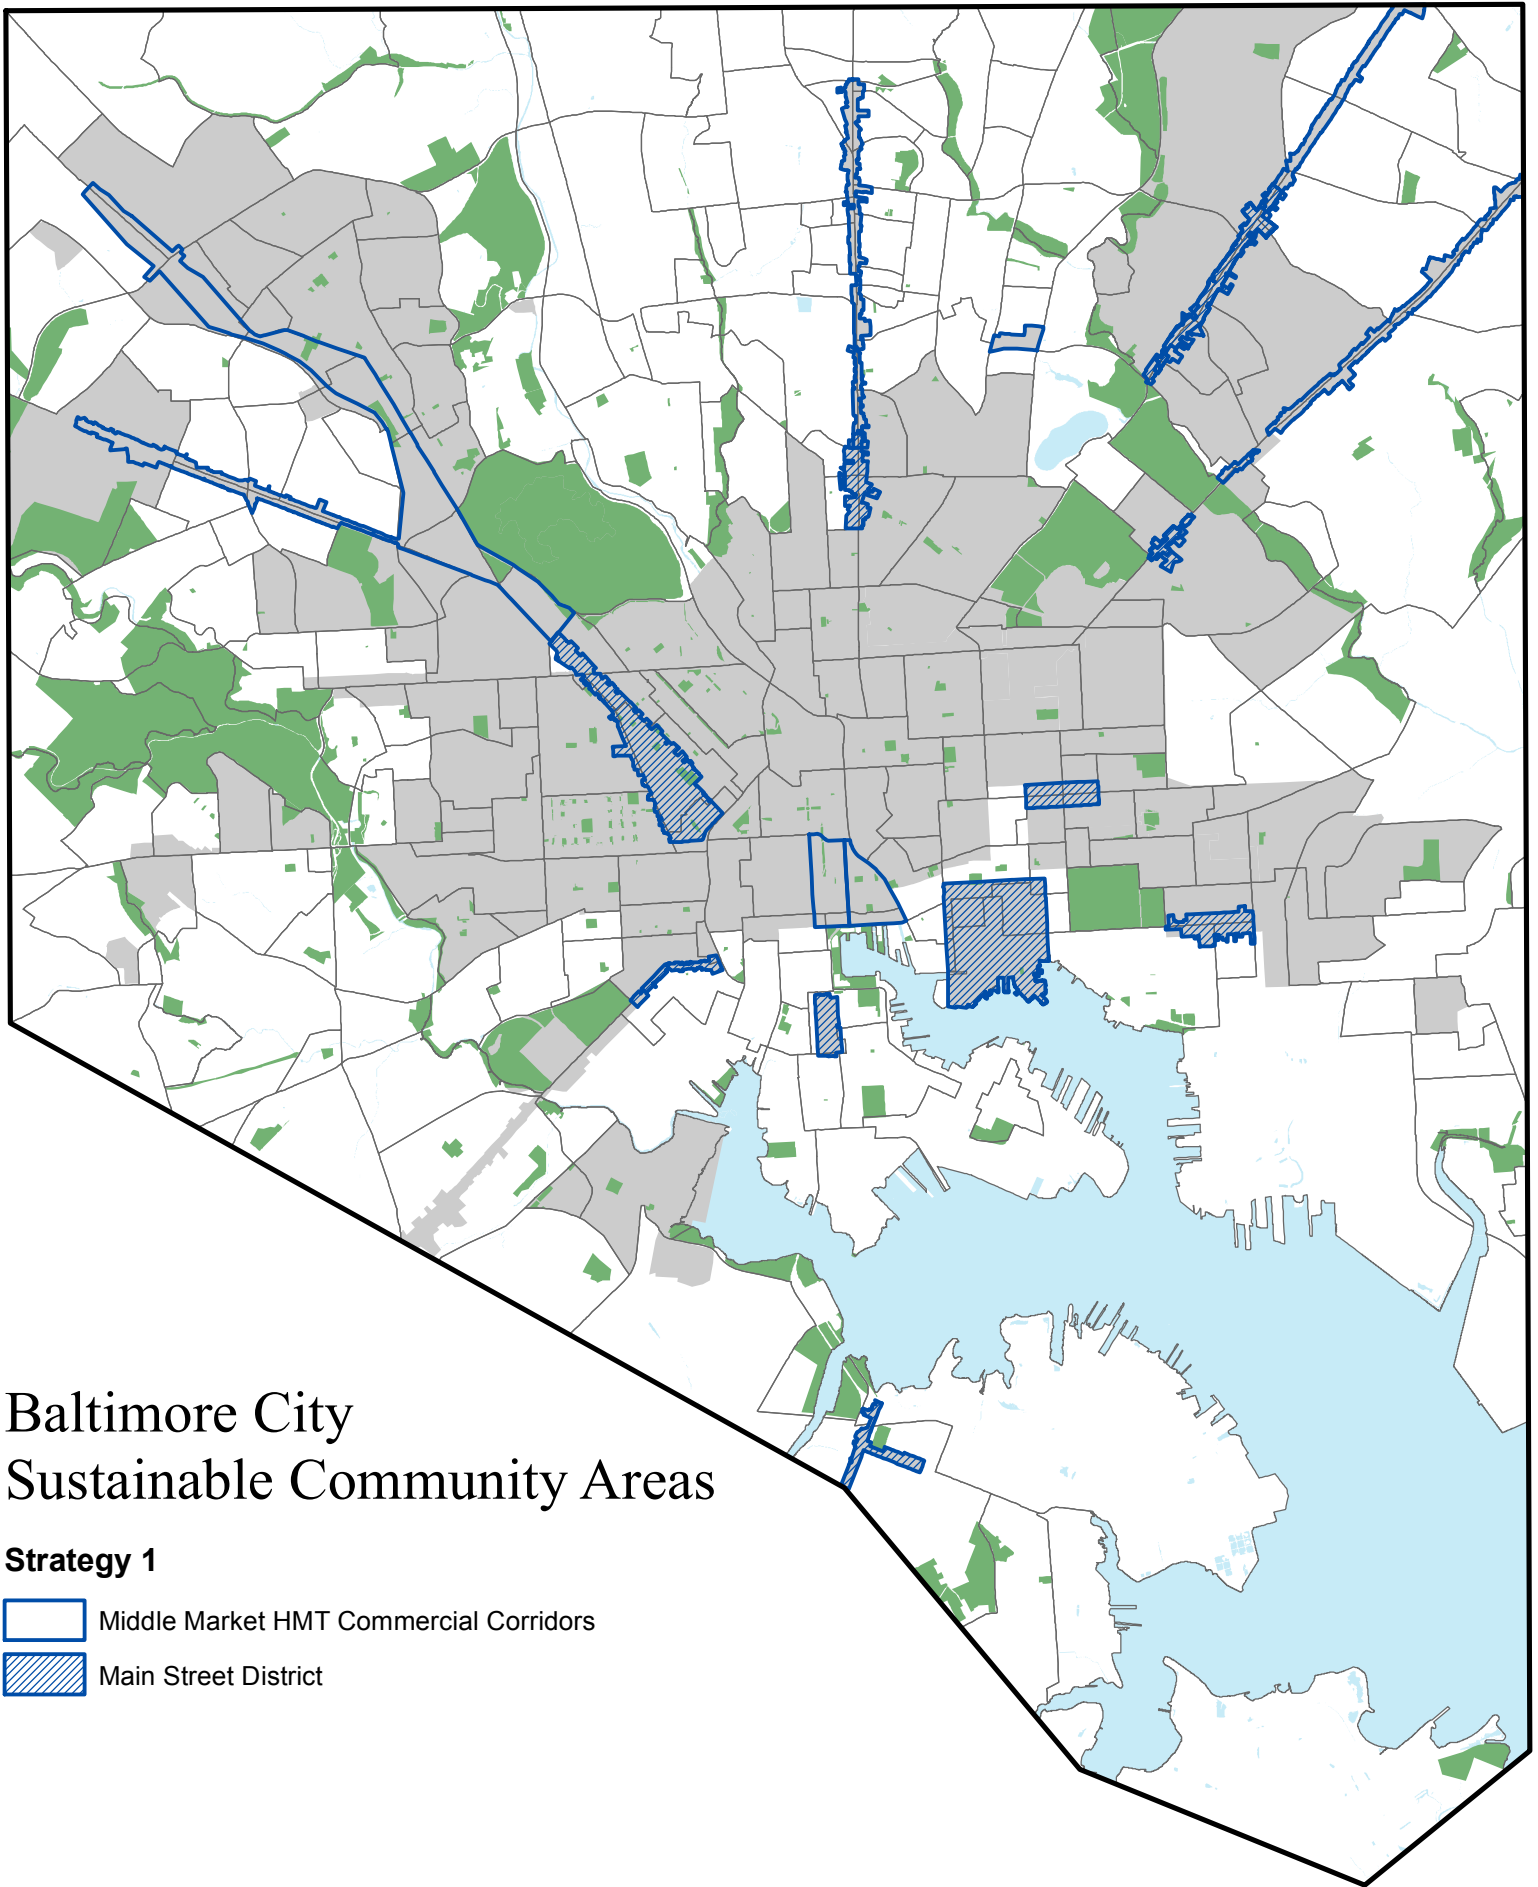 Baltimore City
Sustainable Community Areas
Strategy 1
Middle Market HMT Commercial Corridors
Main Street District